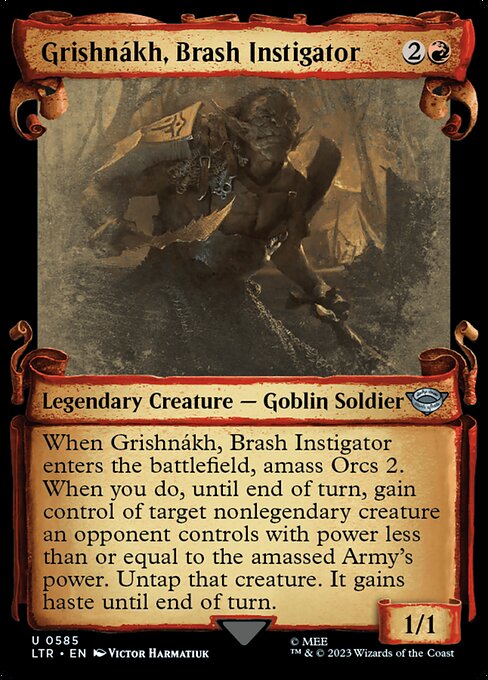 Grishnákh, Brash Instigator 2
Legendary Creature — Goblin Soldier
When Grishnákh, Brash Instigator
enters the battlefield, amass Orcs 2.
When you do, until end of turn, gain
control of target nonlegendary creature
an opponent controls with power less
than or equal to the amassed Army's
power. Untap that creature. It gains
haste until end of turn.
1/1
U 0585
LTR • EN Victor Harmatiuk
© MEE
™ & © 2023 Wizards of the Coast